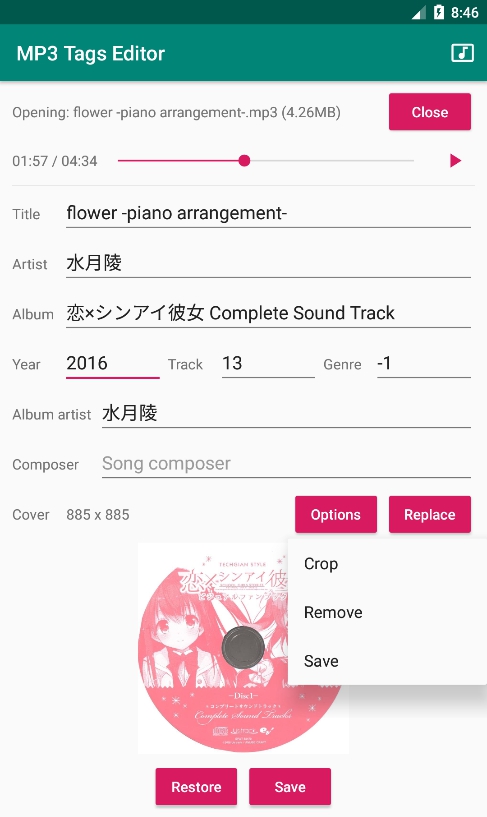 8:46
MP3 Tags Editor
Opening: flower -piano arrangement-.mp3 (4.26MB)
Close
01:57 / 04:34
Title flower -piano arrangement-
Artist 水月陵
Album 恋×シンアイ彼女 Complete Sound Track
Year 2016 Track 13 Genre -1
Album artist 水月陵
Composer Song composer
Cover 885 x 885
Options
Replace
Crop
Remove
Save
恋×シンアイ彼
—Disc1—
Complete Sound Tracks
Restore
Save